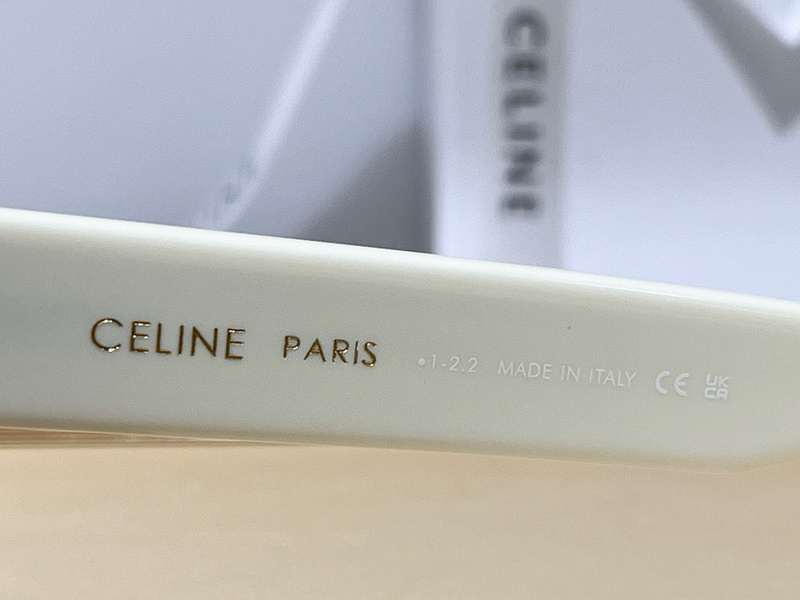 CELINE
CELINE PARIS •1-2.2 MADE IN ITALY CE UKCA